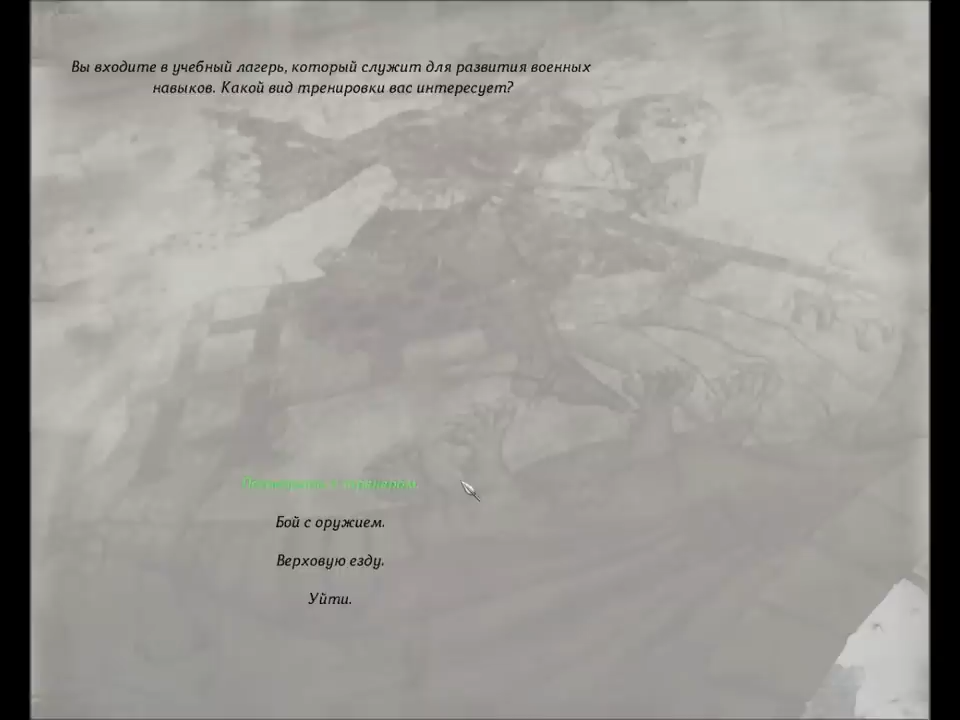 Вы входите в учебный лагерь, который служит для развития военных
навыков. Какой вид тренировки вас интересует?
с тренером.
Бой с оружием.
Верховую езду.
Уйти.